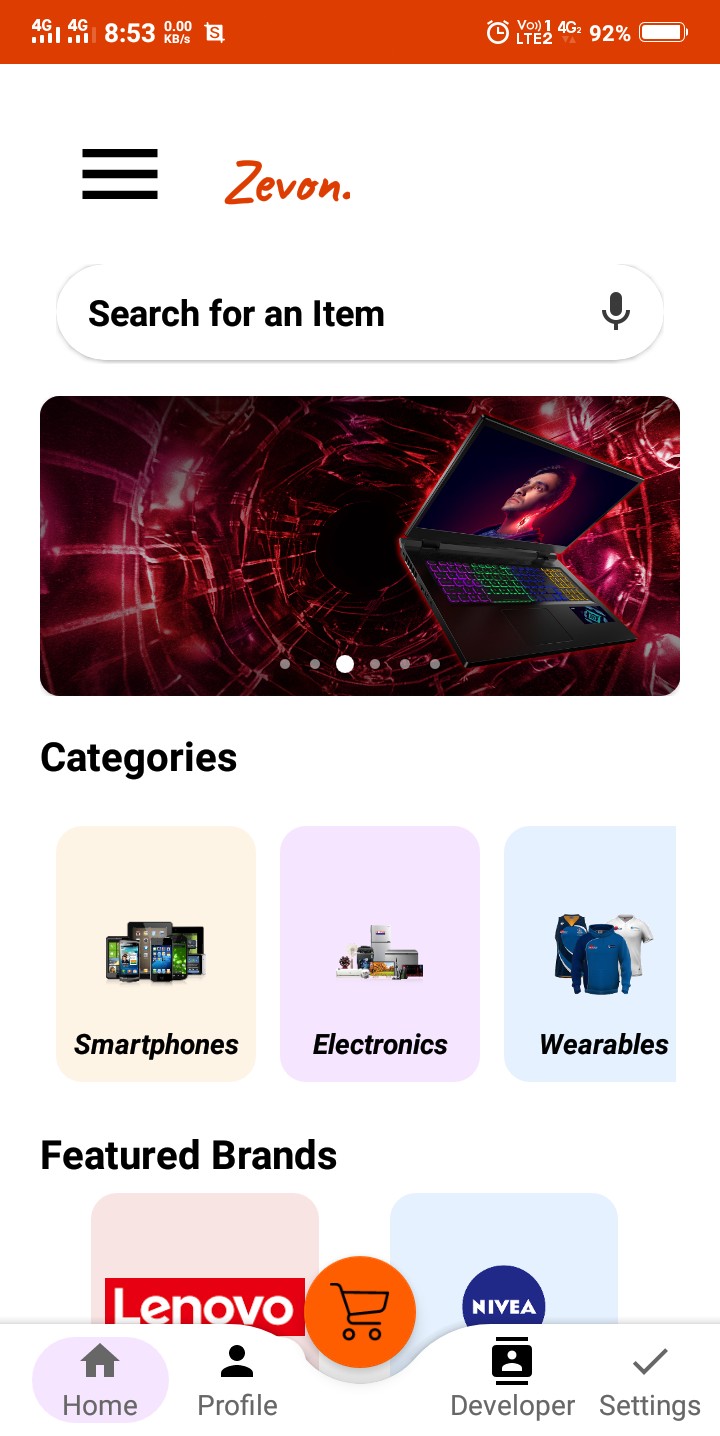 4G 4G 8:53 0.00 KB/s S Vo)) 1 LTE2 4G2 92%
Zevon.
Search for an Item
Categories
Smartphones Electronics Wearables
Featured Brands
Lenovo NIVEA
Home Profile Developer Settings